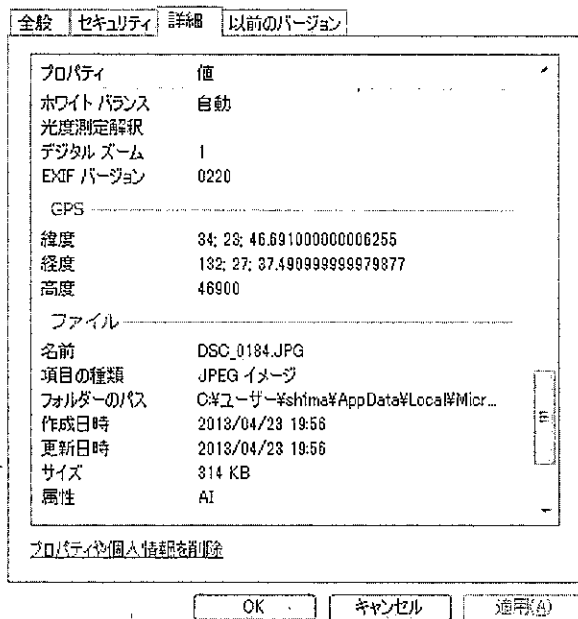 全般 セキュリティ 詳細 以前のバージョン
プロパティ 値
ホワイト バランス 自動
光度測定解釈
デジタル ズーム 1
EXIF バージョン 0220
GPS
緯度 34; 23; 46.691000000006255
経度 132; 27; 37.490999999979877
高度 46900
ファイル
名前 DSC_0184.JPG
項目の種類 JPEG イメージ
フォルダーのパス C:¥ユーザー¥shima¥AppData¥Local¥Micr...
作成日時 2013/04/23 19:56
更新日時 2013/04/23 19:56
サイズ 314 KB
属性 AI
プロパティや個人情報を削除
OK キャンセル 適用(A)